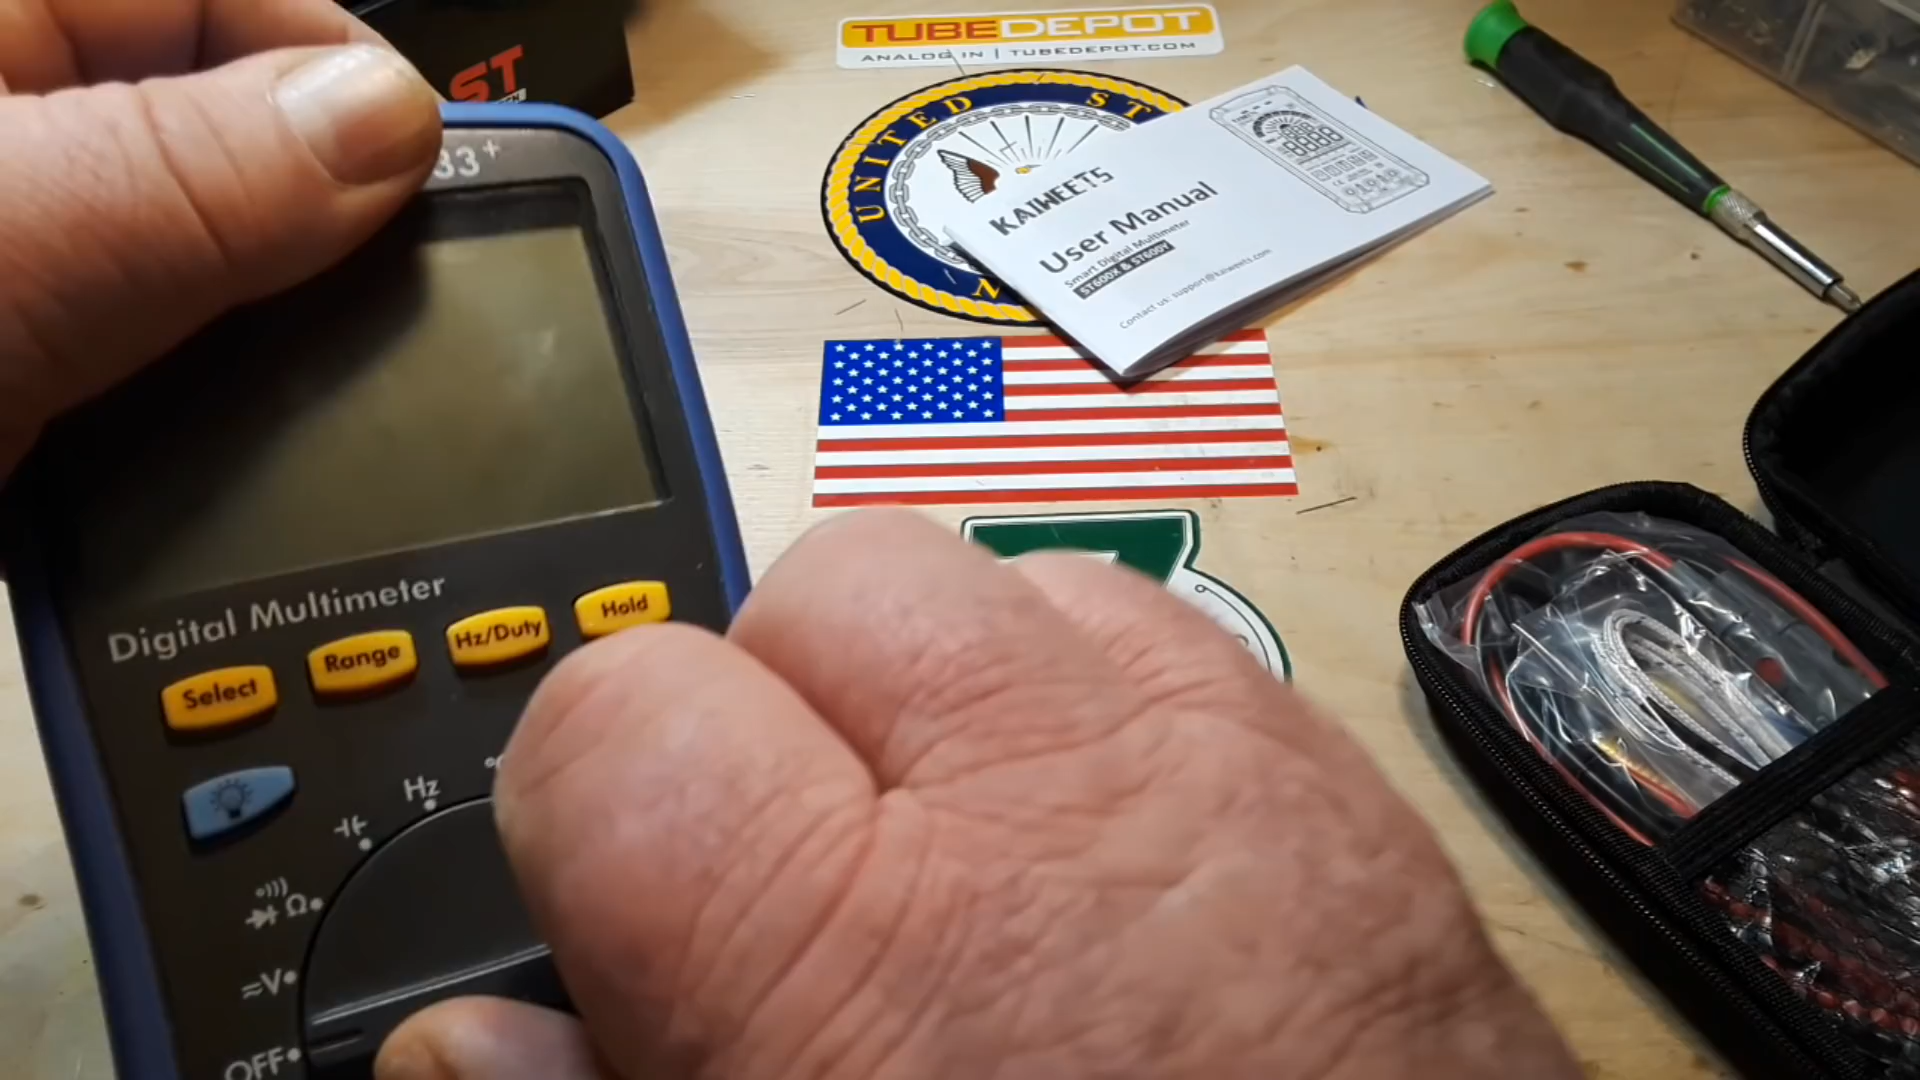 ST
33+
Digital Multimeter
Select
Range
Hz/Duty
Hold
Hz
Ω
≂V
OFF
TUBEDEPOT
ANALOG IN | TUBEDEPOT.COM
UNITED ST
N
KAIWEETS
User Manual
Smart Digital Multimeter
ST600X & ST600Y
Contact us: support@kaiweets.com